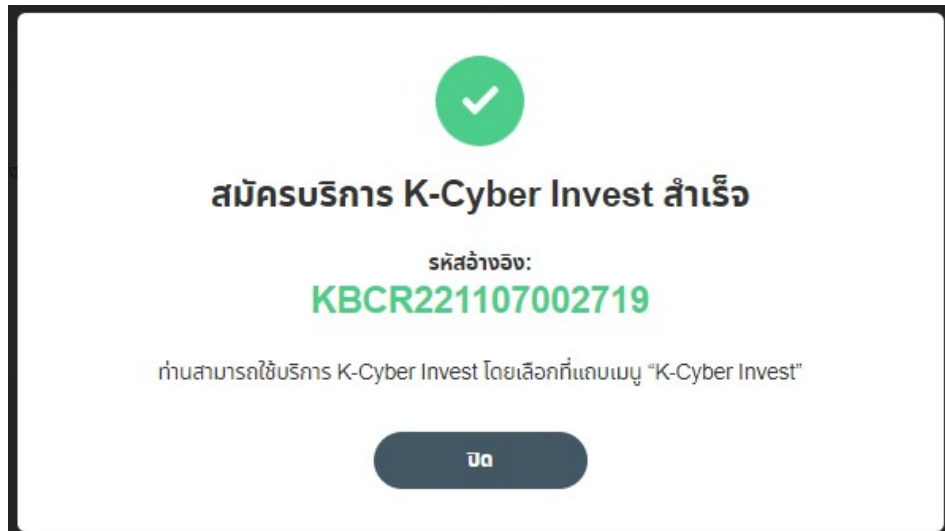 สมัครบริการ K-Cyber Invest สำเร็จ
รหัสอ้างอิง:
KBCR221107002719
ท่านสามารถใช้บริการ K-Cyber Invest โดยเลือกที่แถบเมนู “K-Cyber Invest”
ปิด